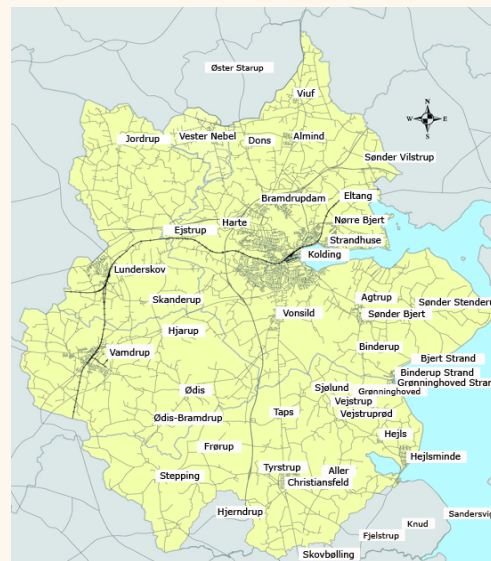 Øster Starup
Viuf
N
W E
S
Jordrup
Vester Nebel
Dons
Almind
Sønder Vilstrup
Bramdrupdam
Eltang
Harte
Nørre Bjert
Ejstrup
Strandhuse
Kolding
Lunderskov
Skanderup
Agtrup
Sønder Stenderu
Vonsild
Sønder Bjert
Hjarup
Binderup
Vamdrup
Bjert Strand
Binderup Strand
Grønninghoved Stran
Ødis
Sjølund
Grønninghoved
Vejstrup
Ødis-Bramdrup
Taps
Vejstruprød
Hejls
Frørup
Hejlsminde
Stepping
Tyrstrup
Aller
Christiansfeld
Hjerndrup
Sandersvig
Knud
Fjelstrup
Skovbølling